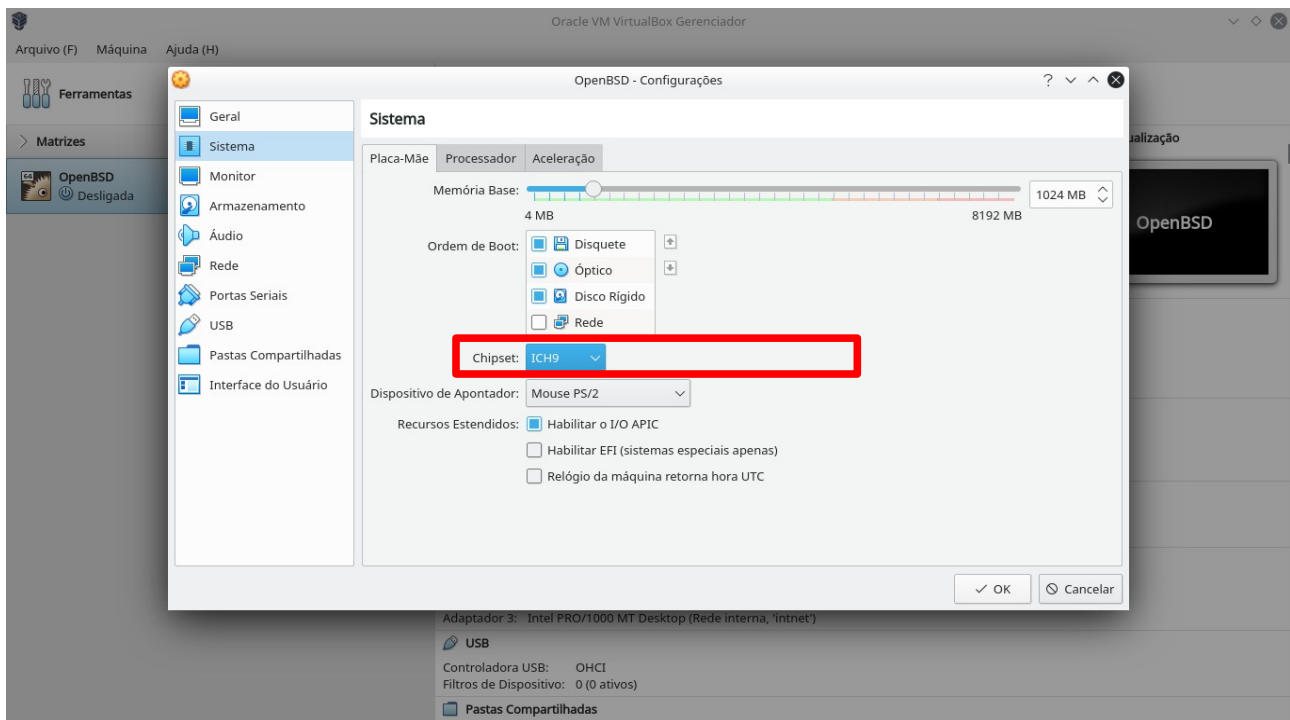 Oracle VM VirtualBox Gerenciador
Arquivo (F) Máquina Ajuda (H)
Ferramentas
Matrizes
64
OpenBSD
Desligada
OpenBSD - Configurações
Geral
Sistema
Monitor
Armazenamento
Áudio
Rede
Portas Seriais
USB
Pastas Compartilhadas
Interface do Usuário
Sistema
Placa-Mãe Processador Aceleração
Memória Base: 1024 MB
4 MB 8192 MB
Ordem de Boot: Disquete
Óptico
Disco Rígido
Rede
Chipset: ICH9
Dispositivo de Apontador: Mouse PS/2
Recursos Estendidos: Habilitar o I/O APIC
Habilitar EFI (sistemas especiais apenas)
Relógio da máquina retorna hora UTC
OK Cancelar
ualização
OpenBSD
Adaptador 3: Intel PRO/1000 MT Desktop (Rede interna, 'intnet')
USB
Controladora USB: OHCI
Filtros de Dispositivo: 0 (0 ativos)
Pastas Compartilhadas